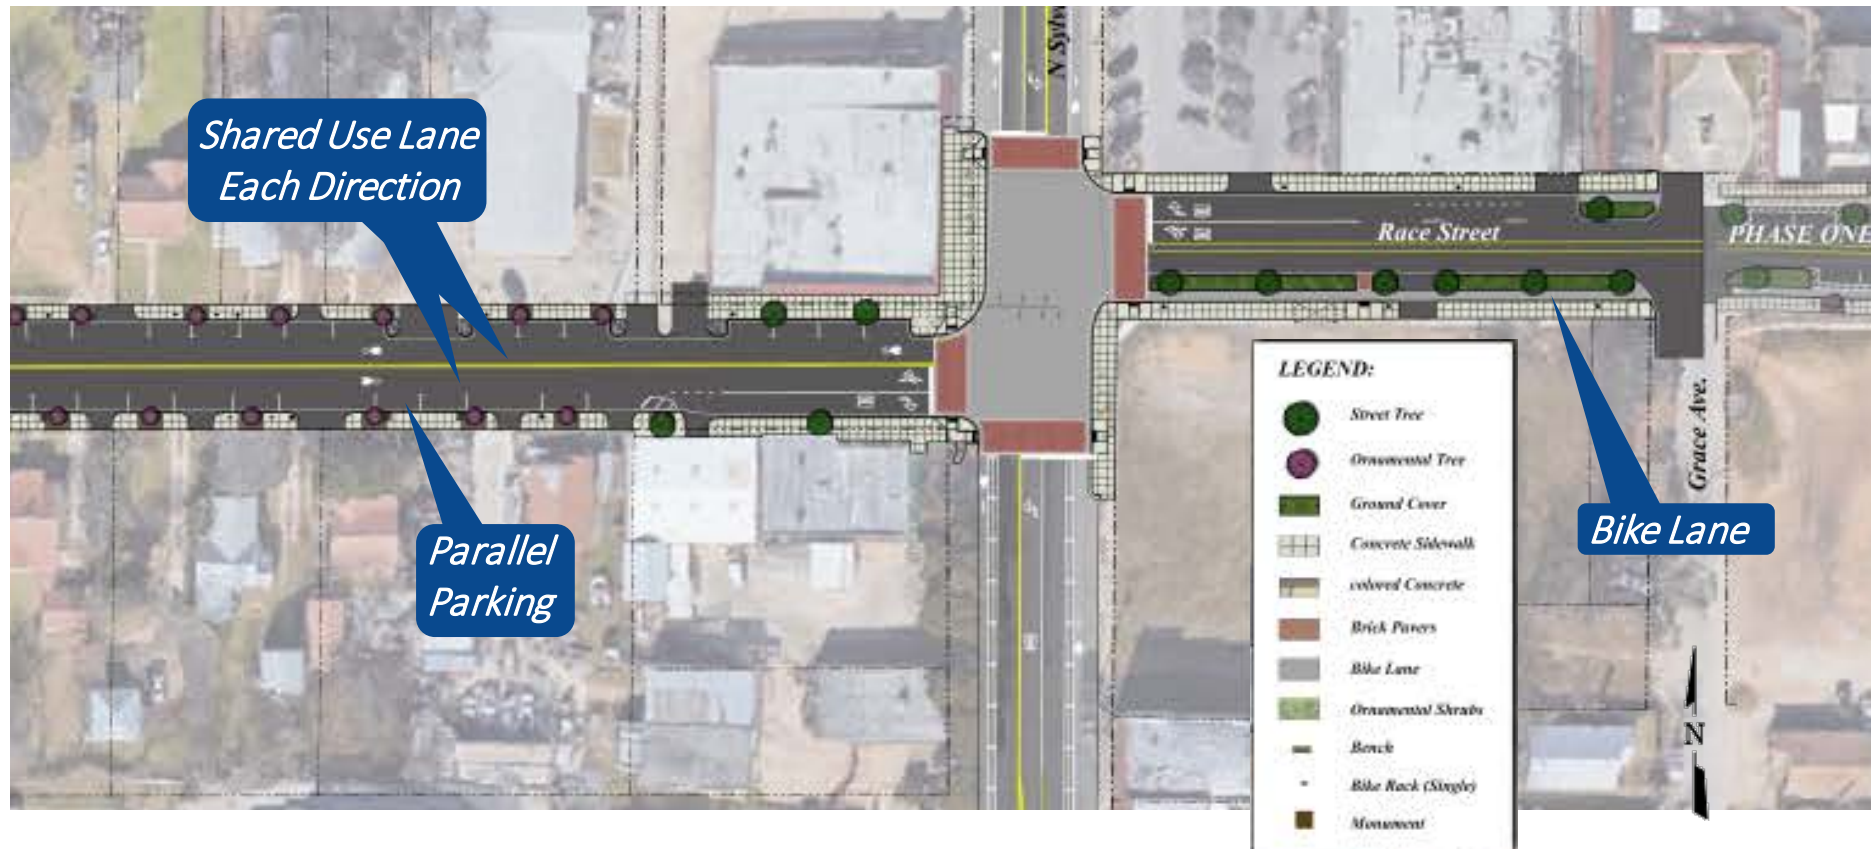 N Sylv
Shared Use Lane
Each Direction
Race Street
PHASE ONE
LEGEND:
Street Tree
Ornamental Tree
Ground Cover
Concrete Sidewalk
colored Concrete
Brick Pavers
Bike Lane
Ornamental Shrubs
Bench
Bike Rack (Single)
Monument
Grace Ave.
Bike Lane
Parallel
Parking
N